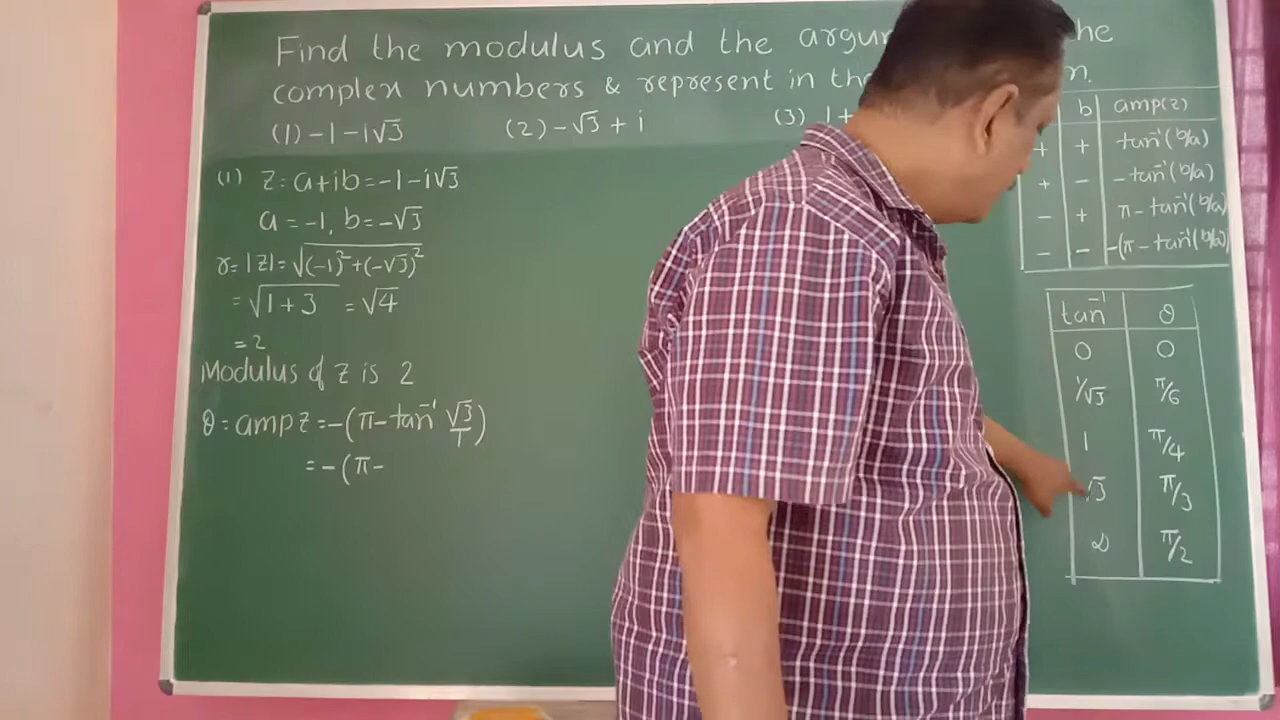 Find the modulus and the argu he
complex numbers & represent in the n.
(1) -1-i√3 (2) -√3+i (3) 1+
(1) z=a+ib=-1-i√3
a=-1, b=-√3
r=|z|=√(-1)²+(-√3)²
=√1+3 =√4
=2
Modulus of z is 2
θ=amp z=-(π-tan⁻¹ √3/1)
=-(π-
b amp(z)
+ + tan⁻¹(b/a)
+ - -tan⁻¹(b/a)
- + π-tan⁻¹(b/a)
- - -(π-tan⁻¹(b/a)
tan⁻¹ θ
0 0
1/√3 π/6
1 π/4
√3 π/3
∞ π/2